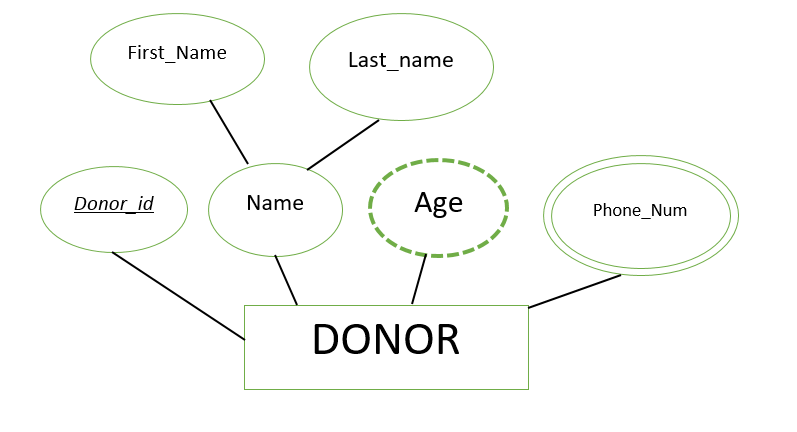 First_Name
Last_name
Donor_id
Name
Age
Phone_Num
DONOR